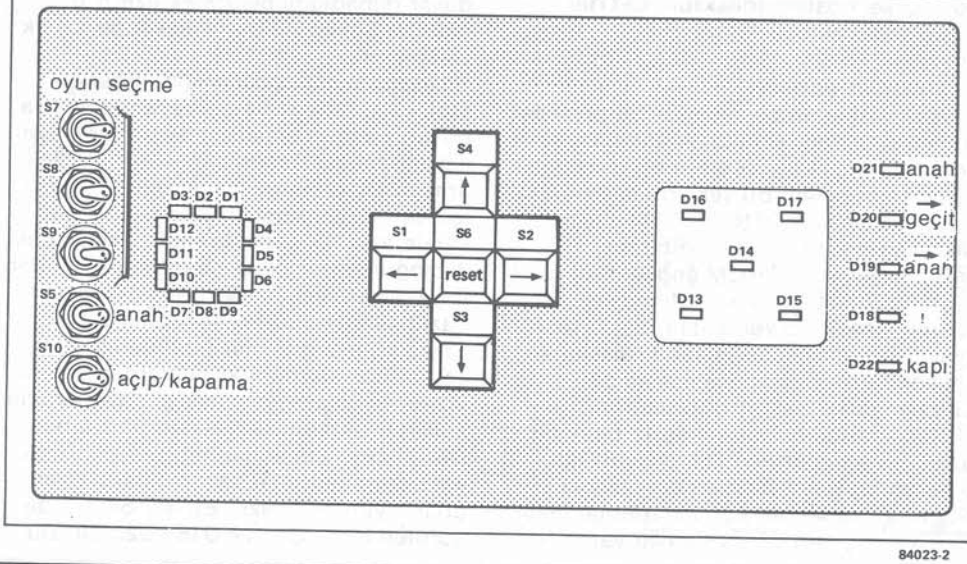 oyun seçme
S7
S8
S9
S5
anah
S10
açıp/kapama
D3 D2 D1
D12
D4
D11
D5
D10
D6
D7 D8 D9
S4
↑
S1 S6 S2
← reset →
S3
↓
D16 D17
D14
D13 D15
D21 anah
D20 → geçit
D19 → anah
D18 !
D22 kapı
84023-2